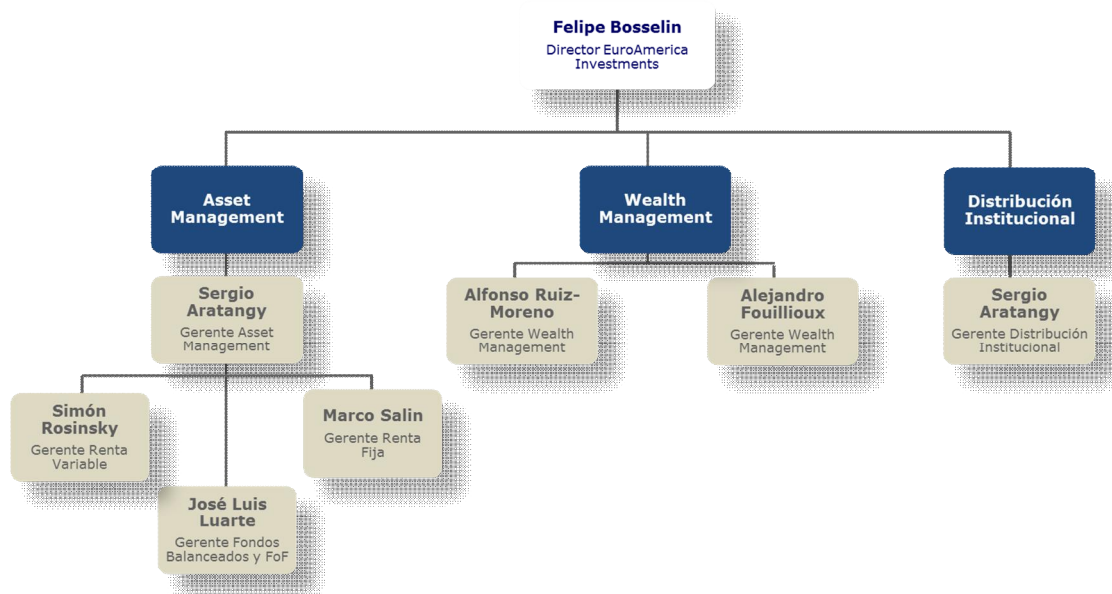 Felipe Bosselin
Director EuroAmerica
Investments
Asset
Management
Wealth
Management
Distribución
Institucional
Sergio
Aratangy
Gerente Asset
Management
Alfonso Ruiz-
Moreno
Gerente Wealth
Management
Alejandro
Fouillioux
Gerente Wealth
Management
Sergio
Aratangy
Gerente Distribución
Institucional
Simón
Rosinsky
Gerente Renta
Variable
Marco Salin
Gerente Renta
Fija
José Luis
Luarte
Gerente Fondos
Balanceados y FoF